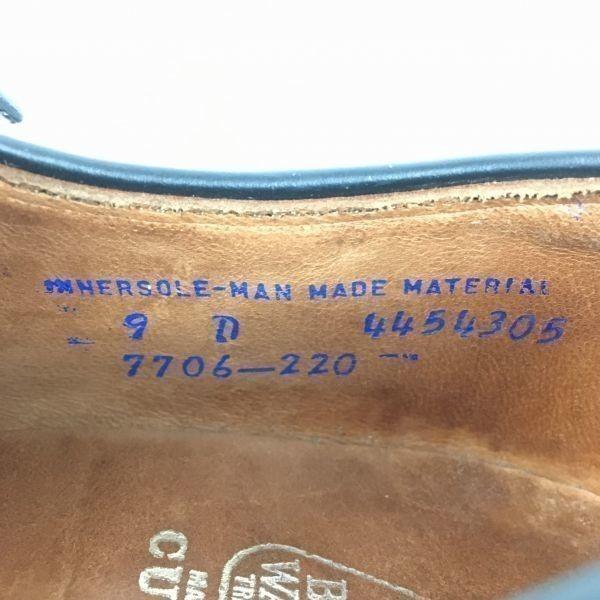 INNERSOLE-MAN MADE MATERIAL
9 D 4454305
7706-220